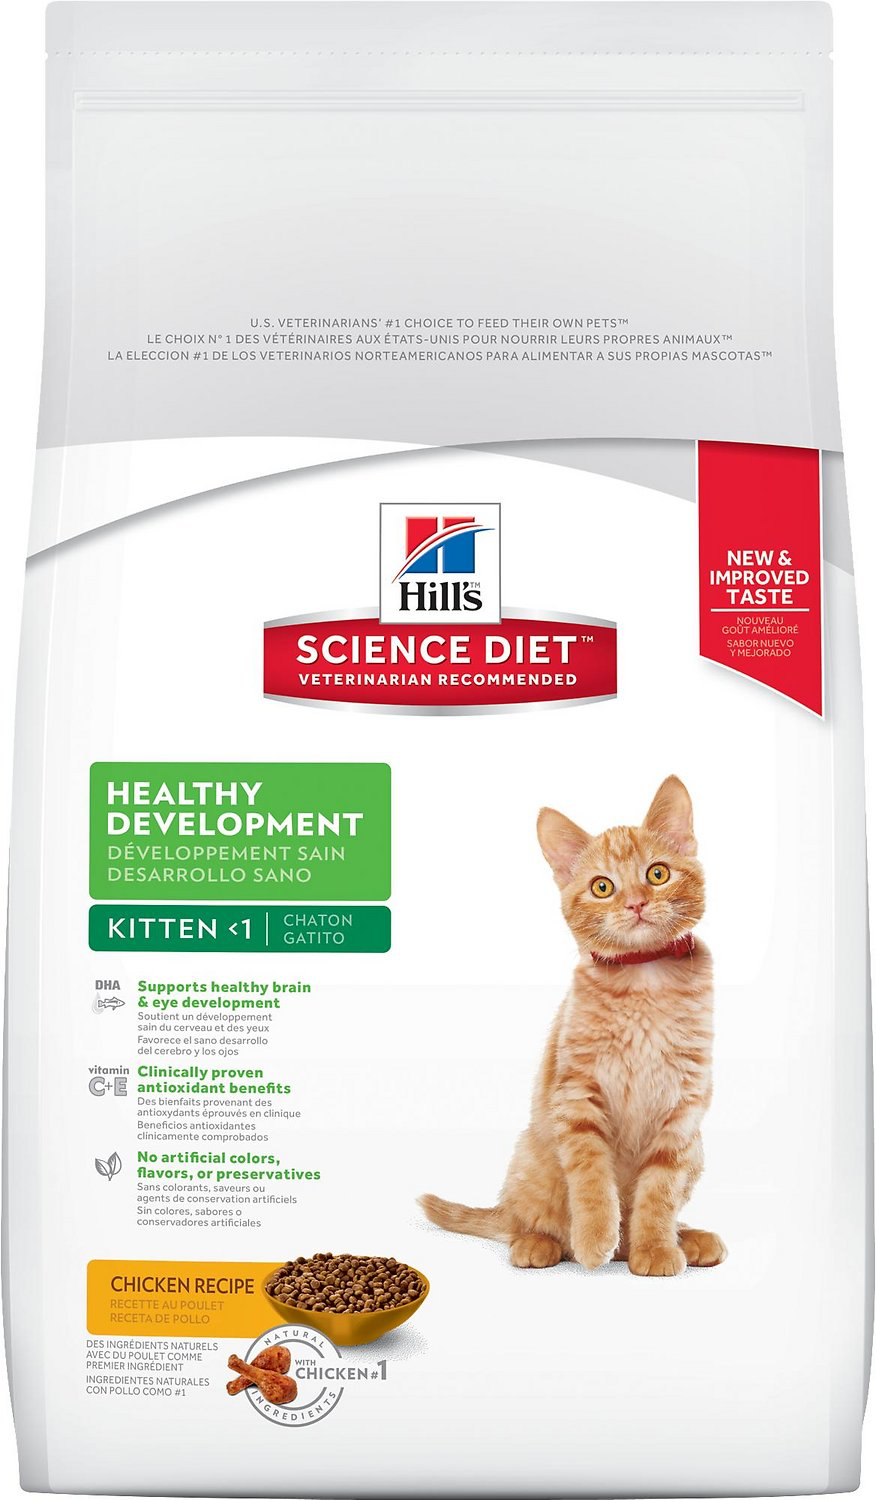 U.S. VETERINARIANS' #1 CHOICE TO FEED THEIR OWN PETS™
LE CHOIX N° 1 DES VÉTÉRINAIRES AUX ÉTATS-UNIS POUR NOURRIR LEURS PROPRES ANIMAUX™
LA ELECCION #1 DE LOS VETERINARIOS NORTEAMERICANOS PARA ALIMENTAR A SUS PROPIAS MASCOTAS™
Hill's™
SCIENCE DIET™
VETERINARIAN RECOMMENDED
NEW &
IMPROVED
TASTE
NOUVEAU
GOÛT AMÉLIORÉ
SABOR NUEVO
Y MEJORADO
HEALTHY
DEVELOPMENT
DÉVELOPPEMENT SAIN
DESARROLLO SANO
KITTEN <1
CHATON
GATITO
DHA
Supports healthy brain
& eye development
Soutient un développement
sain du cerveau et des yeux
Favorece el sano desarrollo
del cerebro y los ojos
vitamin
C+E
Clinically proven
antioxidant benefits
Des bienfaits provenant des
antioxydants éprouvés en clinique
Beneficios antioxidantes
clínicamente comprobados
No artificial colors,
flavors, or preservatives
Sans colorants, saveurs ou
agents de conservation artificiels
Sin colores, sabores o
conservadores artificiales
CHICKEN RECIPE
RECETTE AU POULET
RECETA DE POLLO
DES INGRÉDIENTS NATURELS
AVEC DU POULET COMME
PREMIER INGRÉDIENT
INGREDIENTES NATURALES
CON POLLO COMO #1
NATURAL
WITH
CHICKEN #1
INGREDIENTS